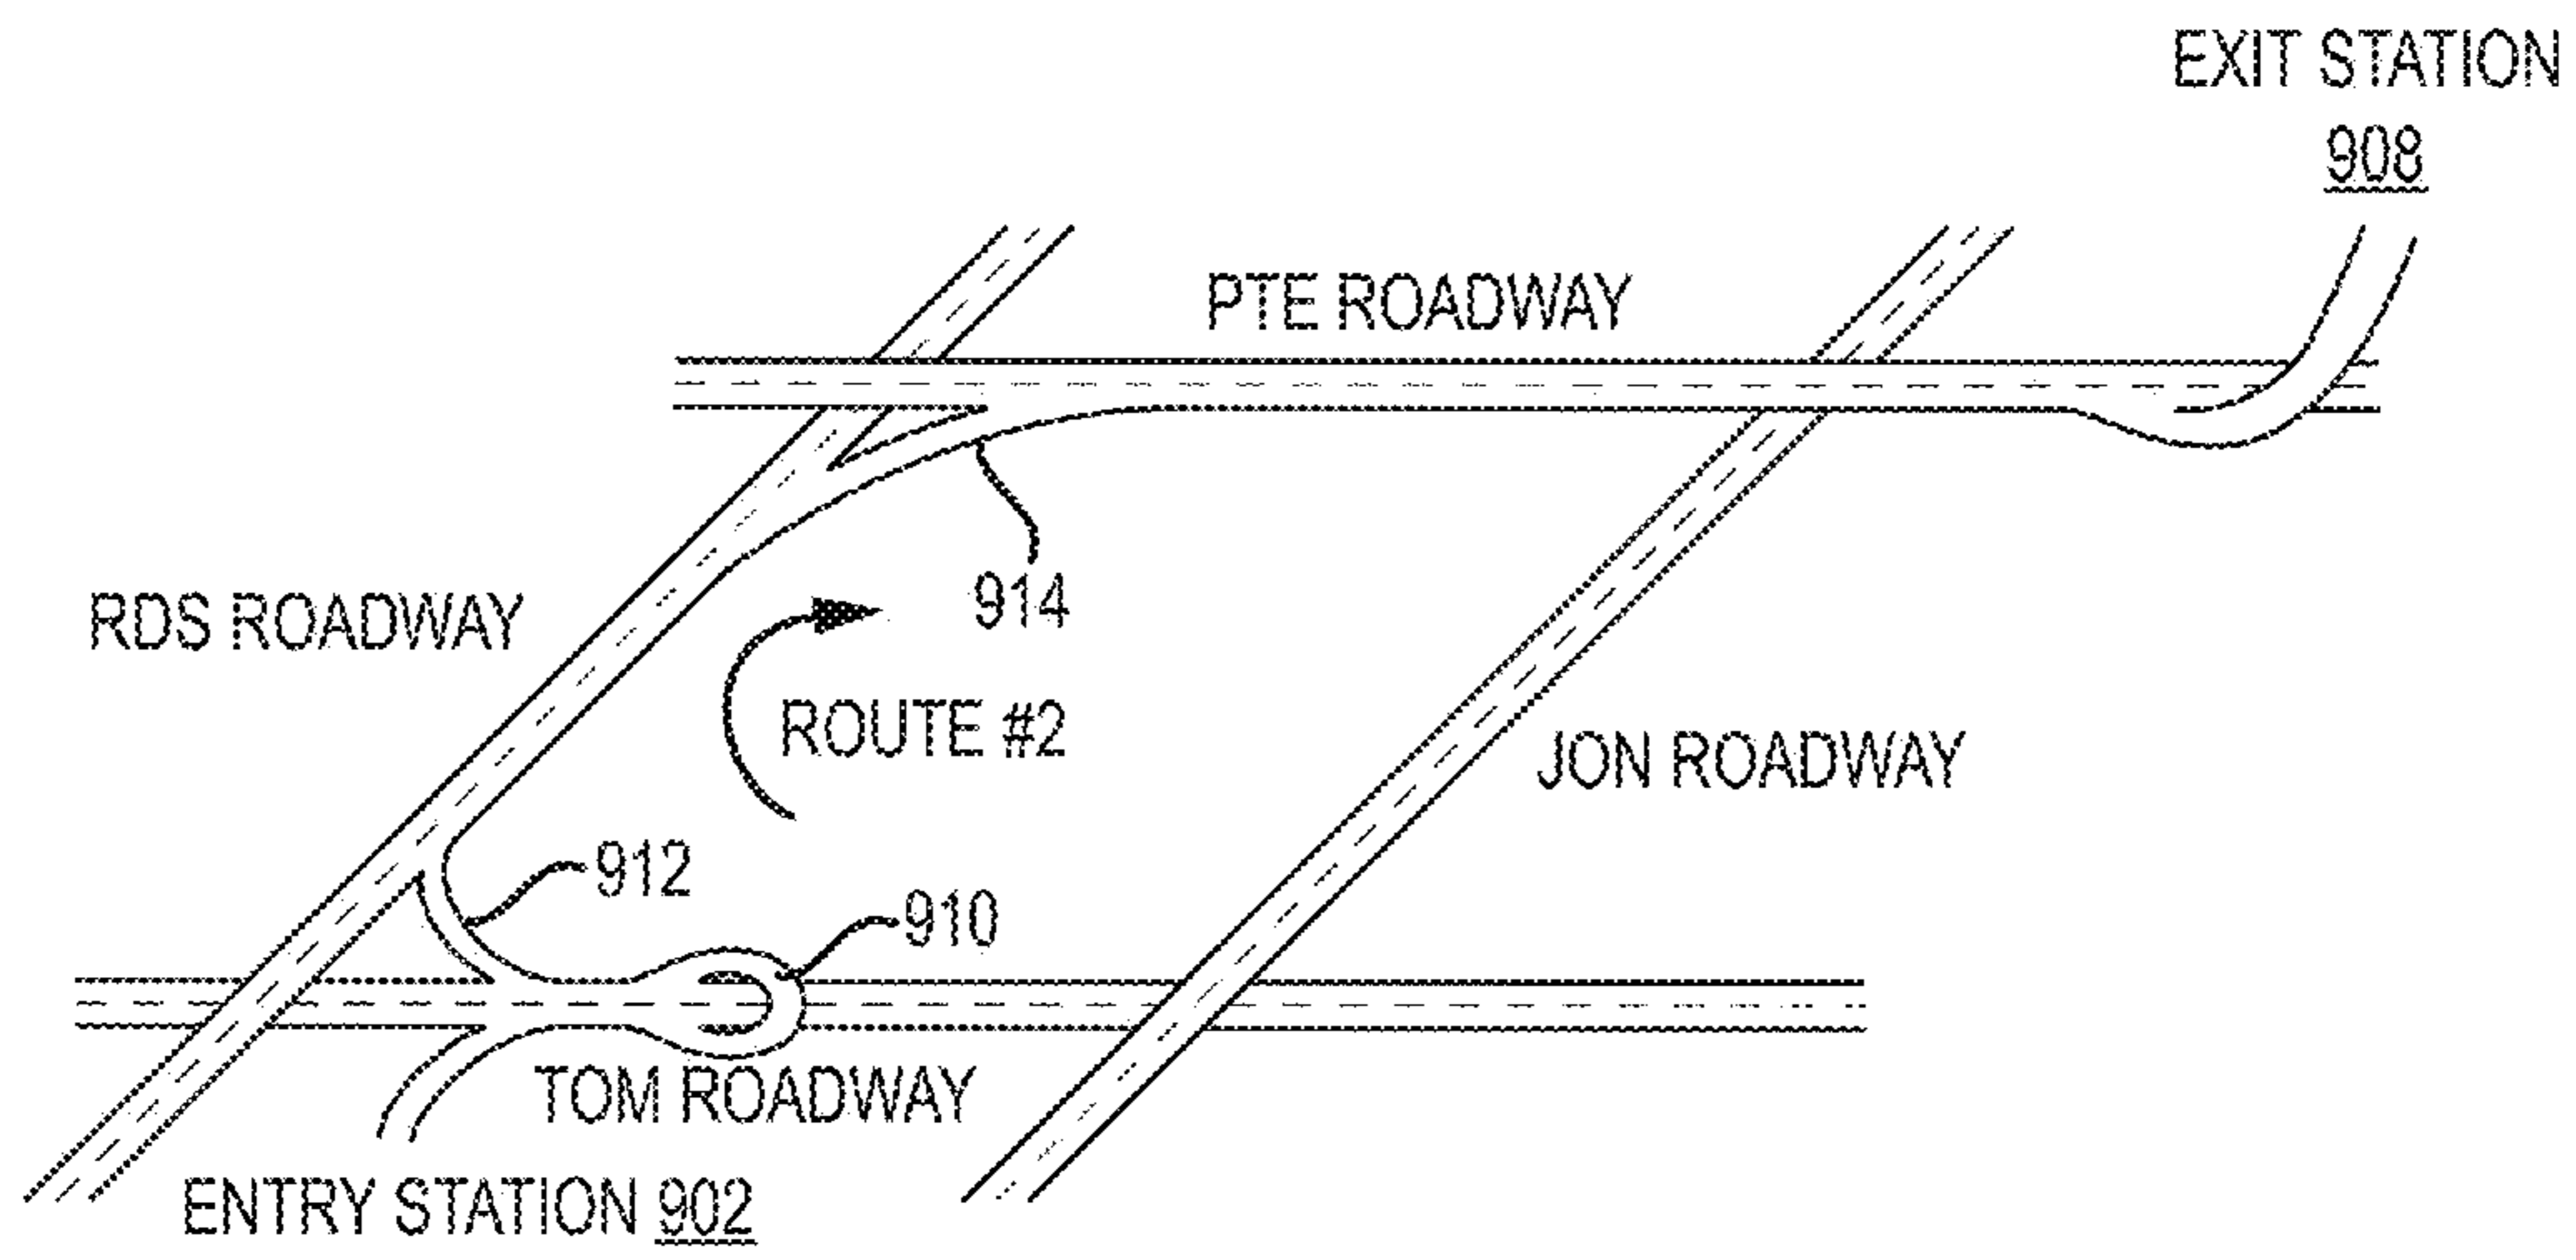 EXIT STATION
908
PTE ROADWAY
914
RDS ROADWAY
ROUTE #2
JON ROADWAY
912
910
TOM ROADWAY
ENTRY STATION 902